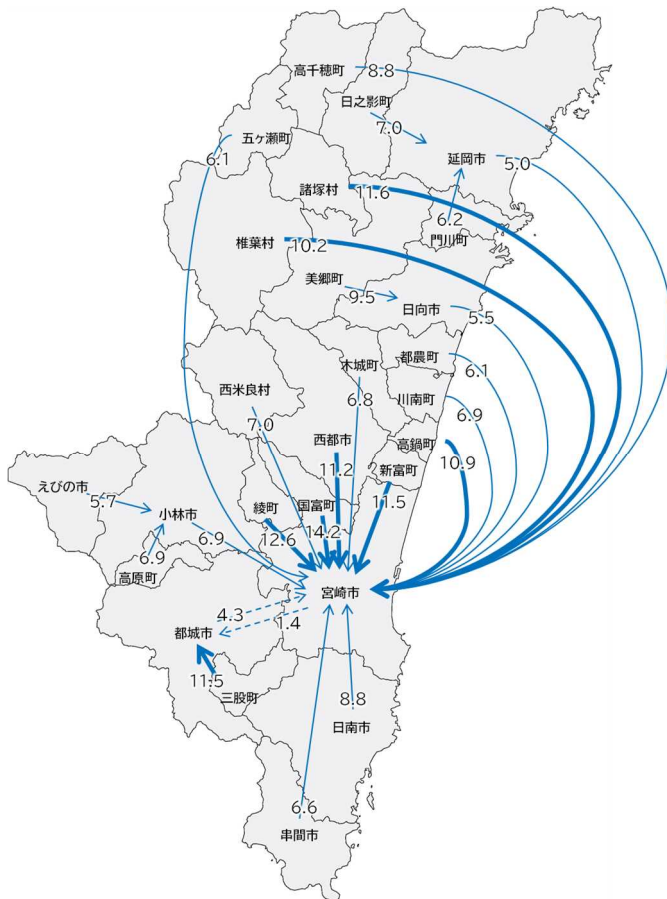 高千穂町
8.8
日之影町
7.0
五ヶ瀬町
6.1
延岡市
5.0
諸塚村
11.6
6.2
門川町
椎葉村
10.2
美郷町
9.5
日向市
5.5
木城町
6.8
都農町
6.1
西米良村
7.0
川南町
6.9
西都市
11.2
高鍋町
10.9
新富町
11.5
えびの市
5.7
小林市
6.9
綾町
12.6
国富町
14.2
高原町
6.9
宮崎市
4.3
1.4
都城市
11.5
三股町
8.8
日南市
6.6
串間市